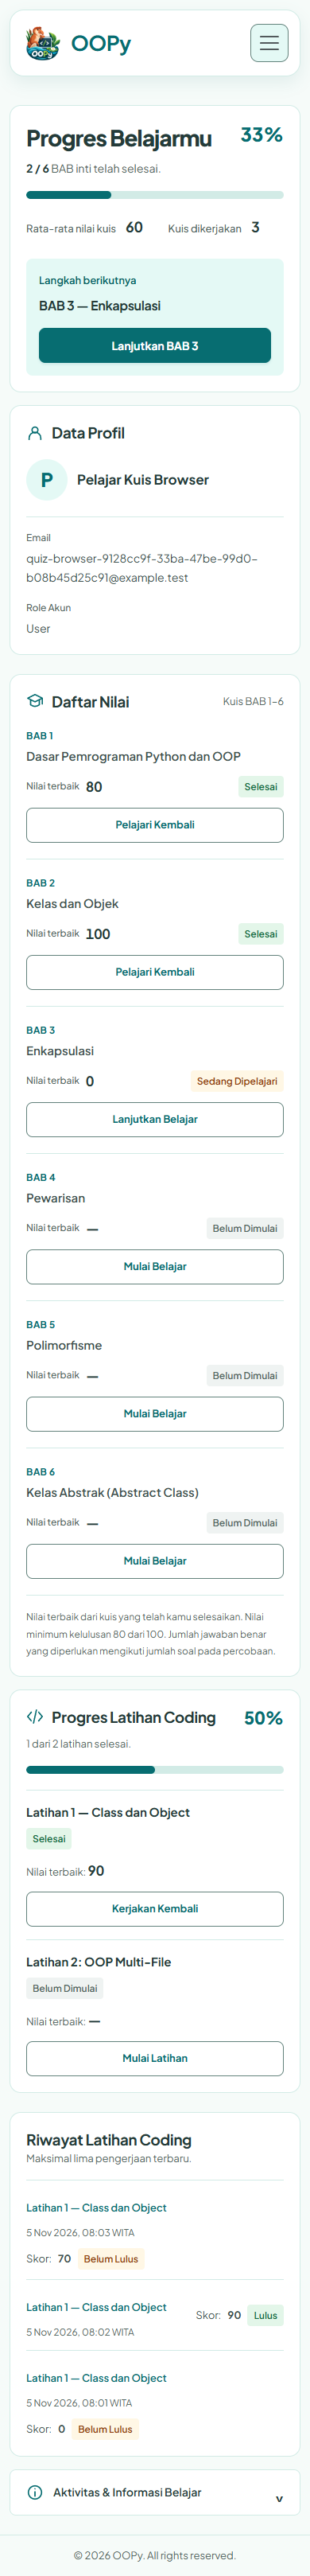 OOPy
OOPy
Progres Belajarmu 33%
2 / 6 BAB inti telah selesai.
Rata-rata nilai kuis 60 Kuis dikerjakan 3
Langkah berikutnya
BAB 3 — Enkapsulasi
Lanjutkan BAB 3
Data Profil
P Pelajar Kuis Browser
Email
quiz-browser-9128cc9f-33ba-47be-99d0-
b08b45d25c91@example.test
Role Akun
User
Daftar Nilai Kuis BAB 1–6
BAB 1
Dasar Pemrograman Python dan OOP
Nilai terbaik 80 Selesai
Pelajari Kembali
BAB 2
Kelas dan Objek
Nilai terbaik 100 Selesai
Pelajari Kembali
BAB 3
Enkapsulasi
Nilai terbaik 0 Sedang Dipelajari
Lanjutkan Belajar
BAB 4
Pewarisan
Nilai terbaik — Belum Dimulai
Mulai Belajar
BAB 5
Polimorfisme
Nilai terbaik — Belum Dimulai
Mulai Belajar
BAB 6
Kelas Abstrak (Abstract Class)
Nilai terbaik — Belum Dimulai
Mulai Belajar
Nilai terbaik dari kuis yang telah kamu selesaikan. Nilai
minimum kelulusan 80 dari 100. Jumlah jawaban benar
yang diperlukan mengikuti jumlah soal pada percobaan.
Progres Latihan Coding 50%
1 dari 2 latihan selesai.
Latihan 1 — Class dan Object
Selesai
Nilai terbaik: 90
Kerjakan Kembali
Latihan 2: OOP Multi-File
Belum Dimulai
Nilai terbaik: —
Mulai Latihan
Riwayat Latihan Coding
Maksimal lima pengerjaan terbaru.
Latihan 1 — Class dan Object
5 Nov 2026, 08:03 WITA
Skor: 70 Belum Lulus
Latihan 1 — Class dan Object
Skor: 90 Lulus
5 Nov 2026, 08:02 WITA
Latihan 1 — Class dan Object
5 Nov 2026, 08:01 WITA
Skor: 0 Belum Lulus
Aktivitas & Informasi Belajar
© 2026 OOPy. All rights reserved.